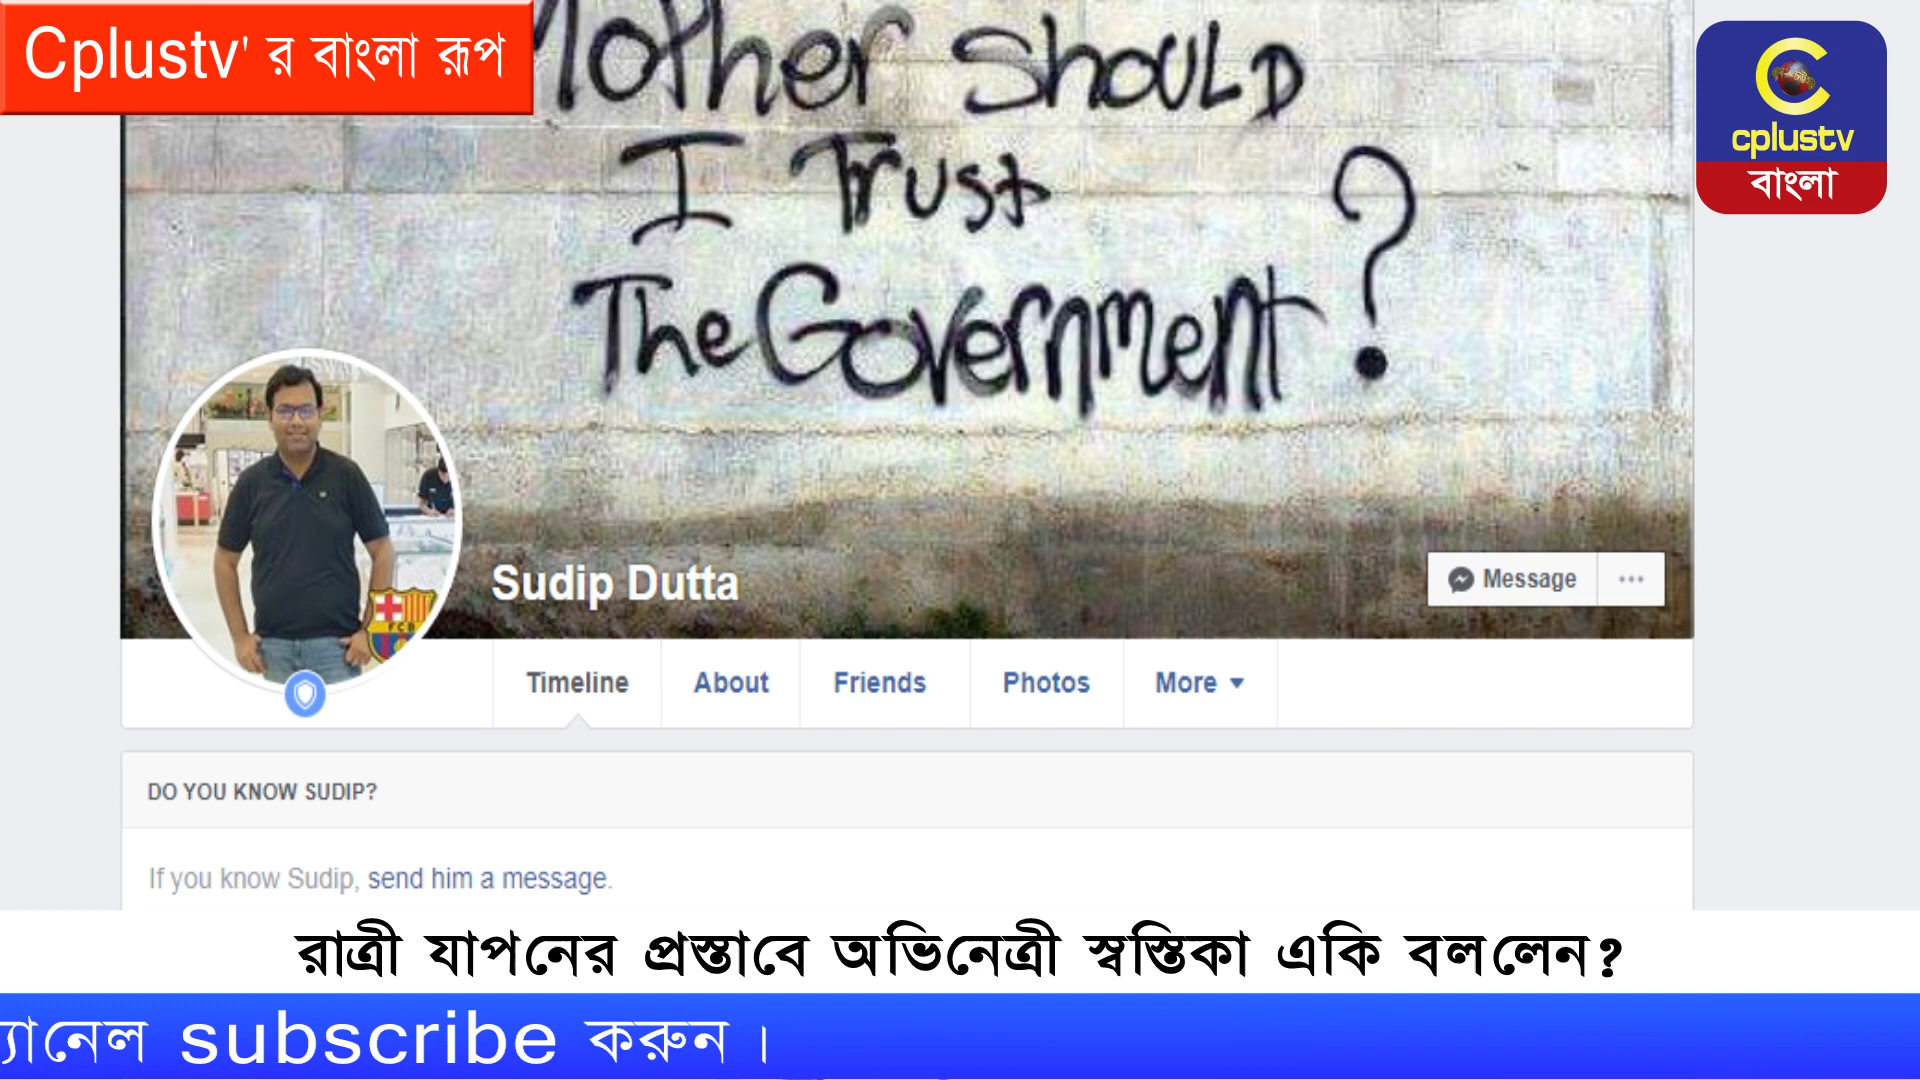 Cplustv' র বাংলা রূপ
Mother Should
I Trust
The Government?
cplustv
বাংলা
FCB
Sudip Dutta
Message
Timeline
About
Friends
Photos
More
DO YOU KNOW SUDIP?
If you know Sudip, send him a message.
রাত্রী যাপনের প্রস্তাবে অভিনেত্রী স্বস্তিকা একি বললেন?
্যানেল subscribe করুন ।